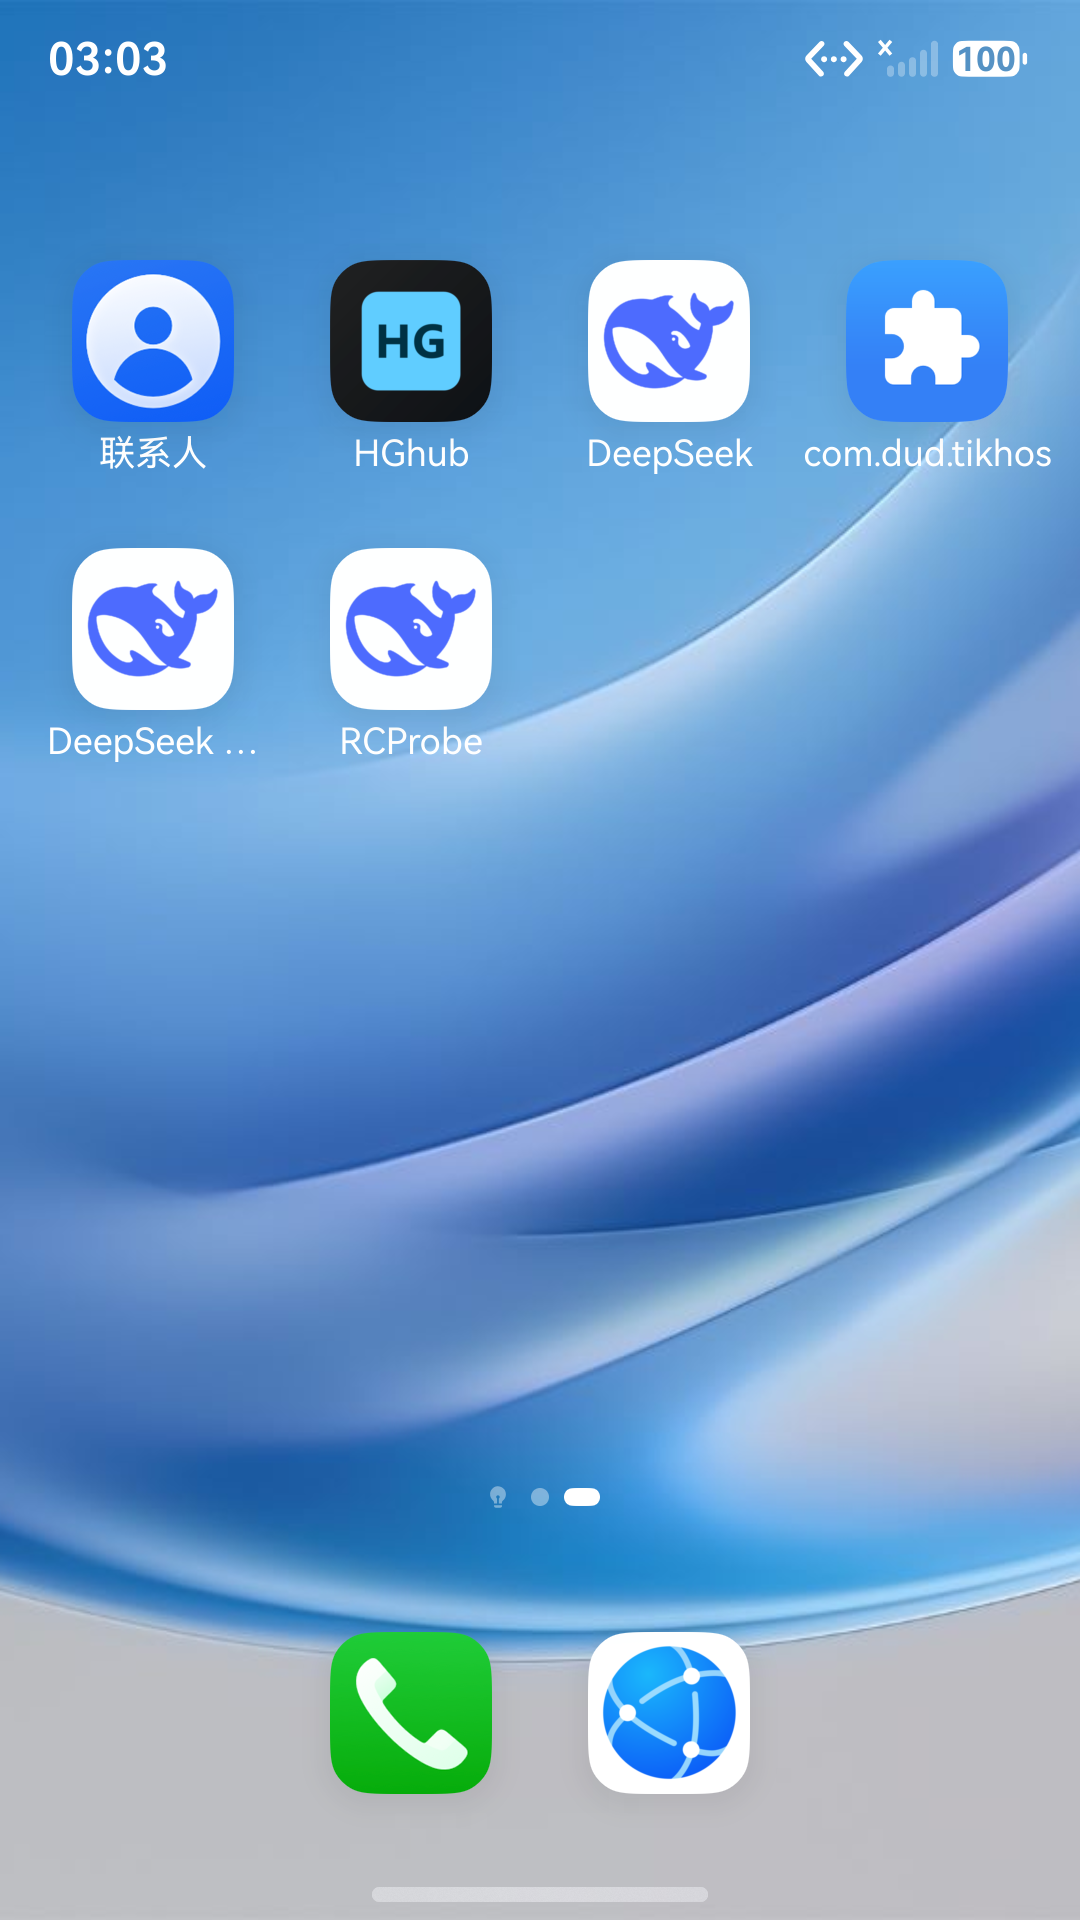 03:03
100
HG
联系人
HGhub
DeepSeek
com.dud.tikhos
DeepSeek ...
RCProbe